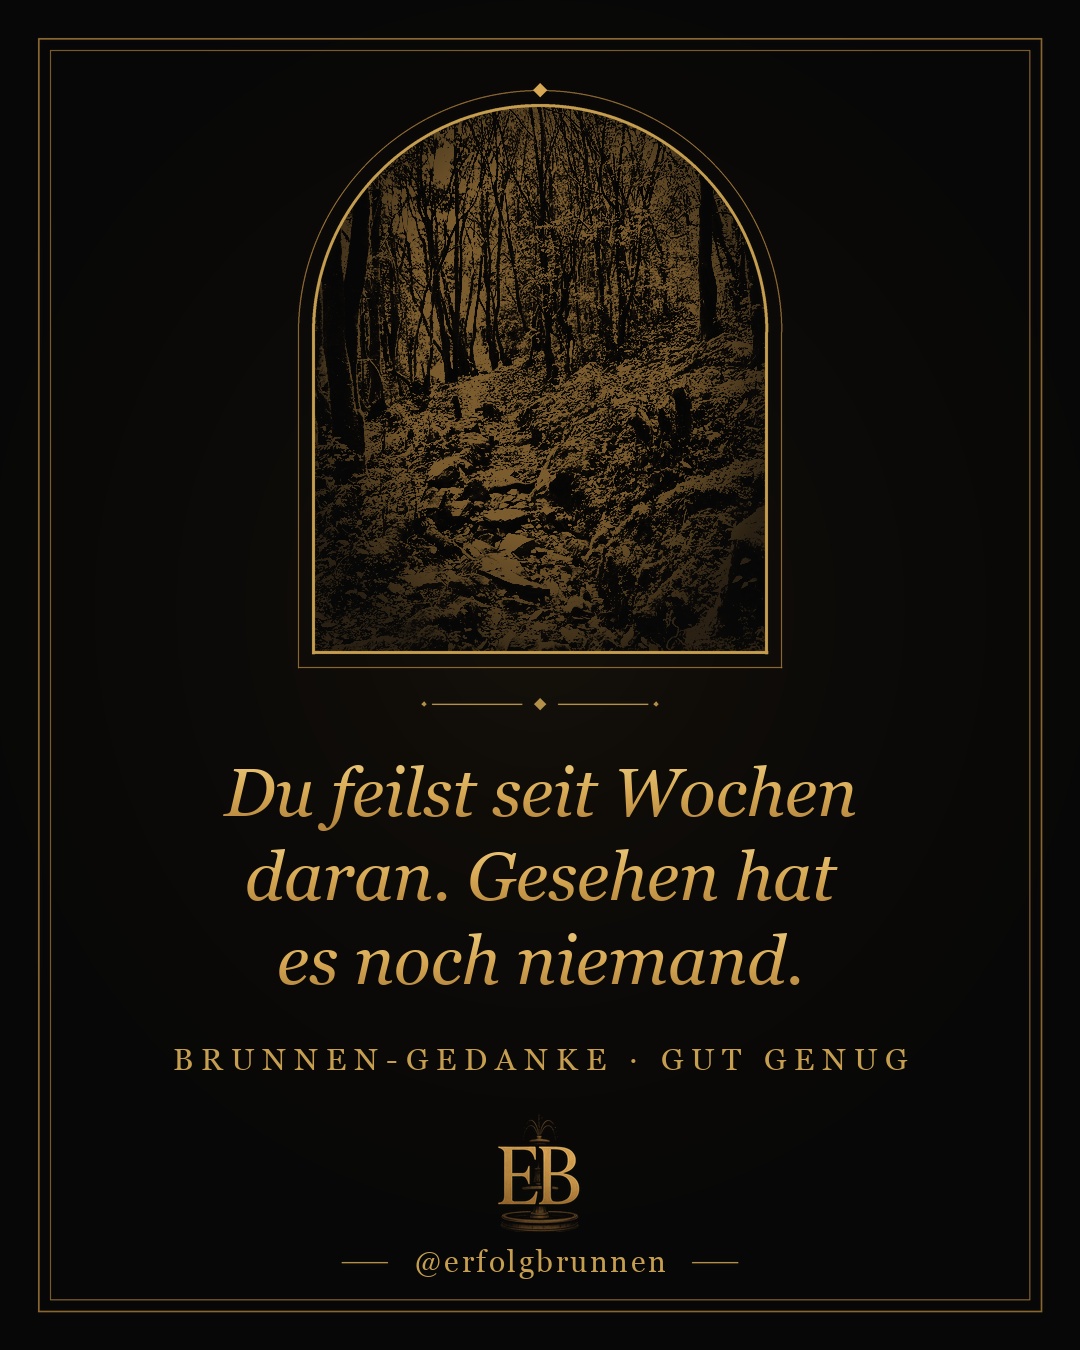 Du feilst seit Wochen
daran. Gesehen hat
es noch niemand.
BRUNNEN-GEDANKE · GUT GENUG
EB
@erfolgbrunnen